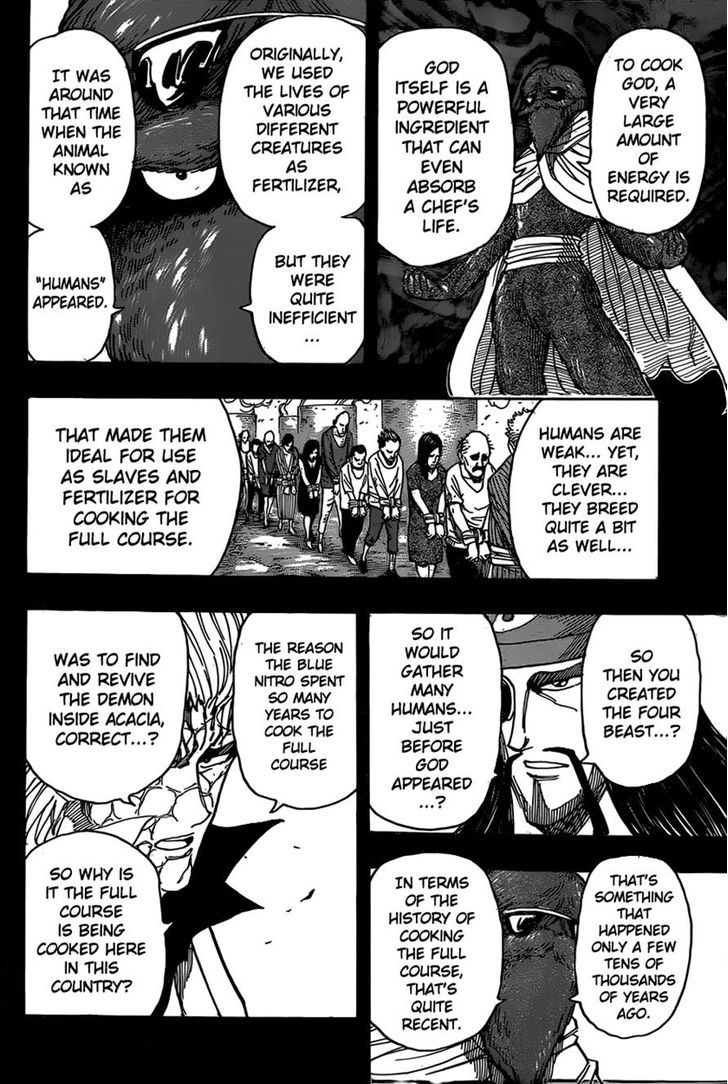 TO COOK
GOD, A
VERY
LARGE
AMOUNT
OF
ENERGY IS
REQUIRED.
GOD
ITSELF IS A
POWERFUL
INGREDIENT
THAT CAN
EVEN
ABSORB
A CHEF'S
LIFE.
ORIGINALLY,
WE USED
THE LIVES OF
VARIOUS
DIFFERENT
CREATURES
AS
FERTILIZER,
BUT THEY
WERE
QUITE
INEFFICIENT
...
IT WAS
AROUND
THAT TIME
WHEN THE
ANIMAL
KNOWN
AS
"HUMANS"
APPEARED.
HUMANS ARE
WEAK... YET,
THEY ARE
CLEVER...
THEY BREED
QUITE A BIT
AS WELL...
THAT MADE THEM
IDEAL FOR USE
AS SLAVES AND
FERTILIZER FOR
COOKING THE
FULL COURSE.
SO
THEN YOU
CREATED
THE FOUR
BEAST...?
SO IT
WOULD
GATHER
MANY
HUMANS...
JUST
BEFORE
GOD
APPEARED
...?
THAT'S
SOMETHING
THAT
HAPPENED
ONLY A FEW
TENS OF
THOUSANDS
OF YEARS
AGO.
IN TERMS
OF THE
HISTORY OF
COOKING
THE FULL
COURSE,
THAT'S
QUITE
RECENT.
THE REASON
THE BLUE
NITRO SPENT
SO MANY
YEARS TO
COOK THE
FULL
COURSE
WAS TO FIND
AND REVIVE
THE DEMON
INSIDE ACACIA,
CORRECT...?
SO WHY IS
IT THE FULL
COURSE
IS BEING
COOKED HERE
IN THIS
COUNTRY?